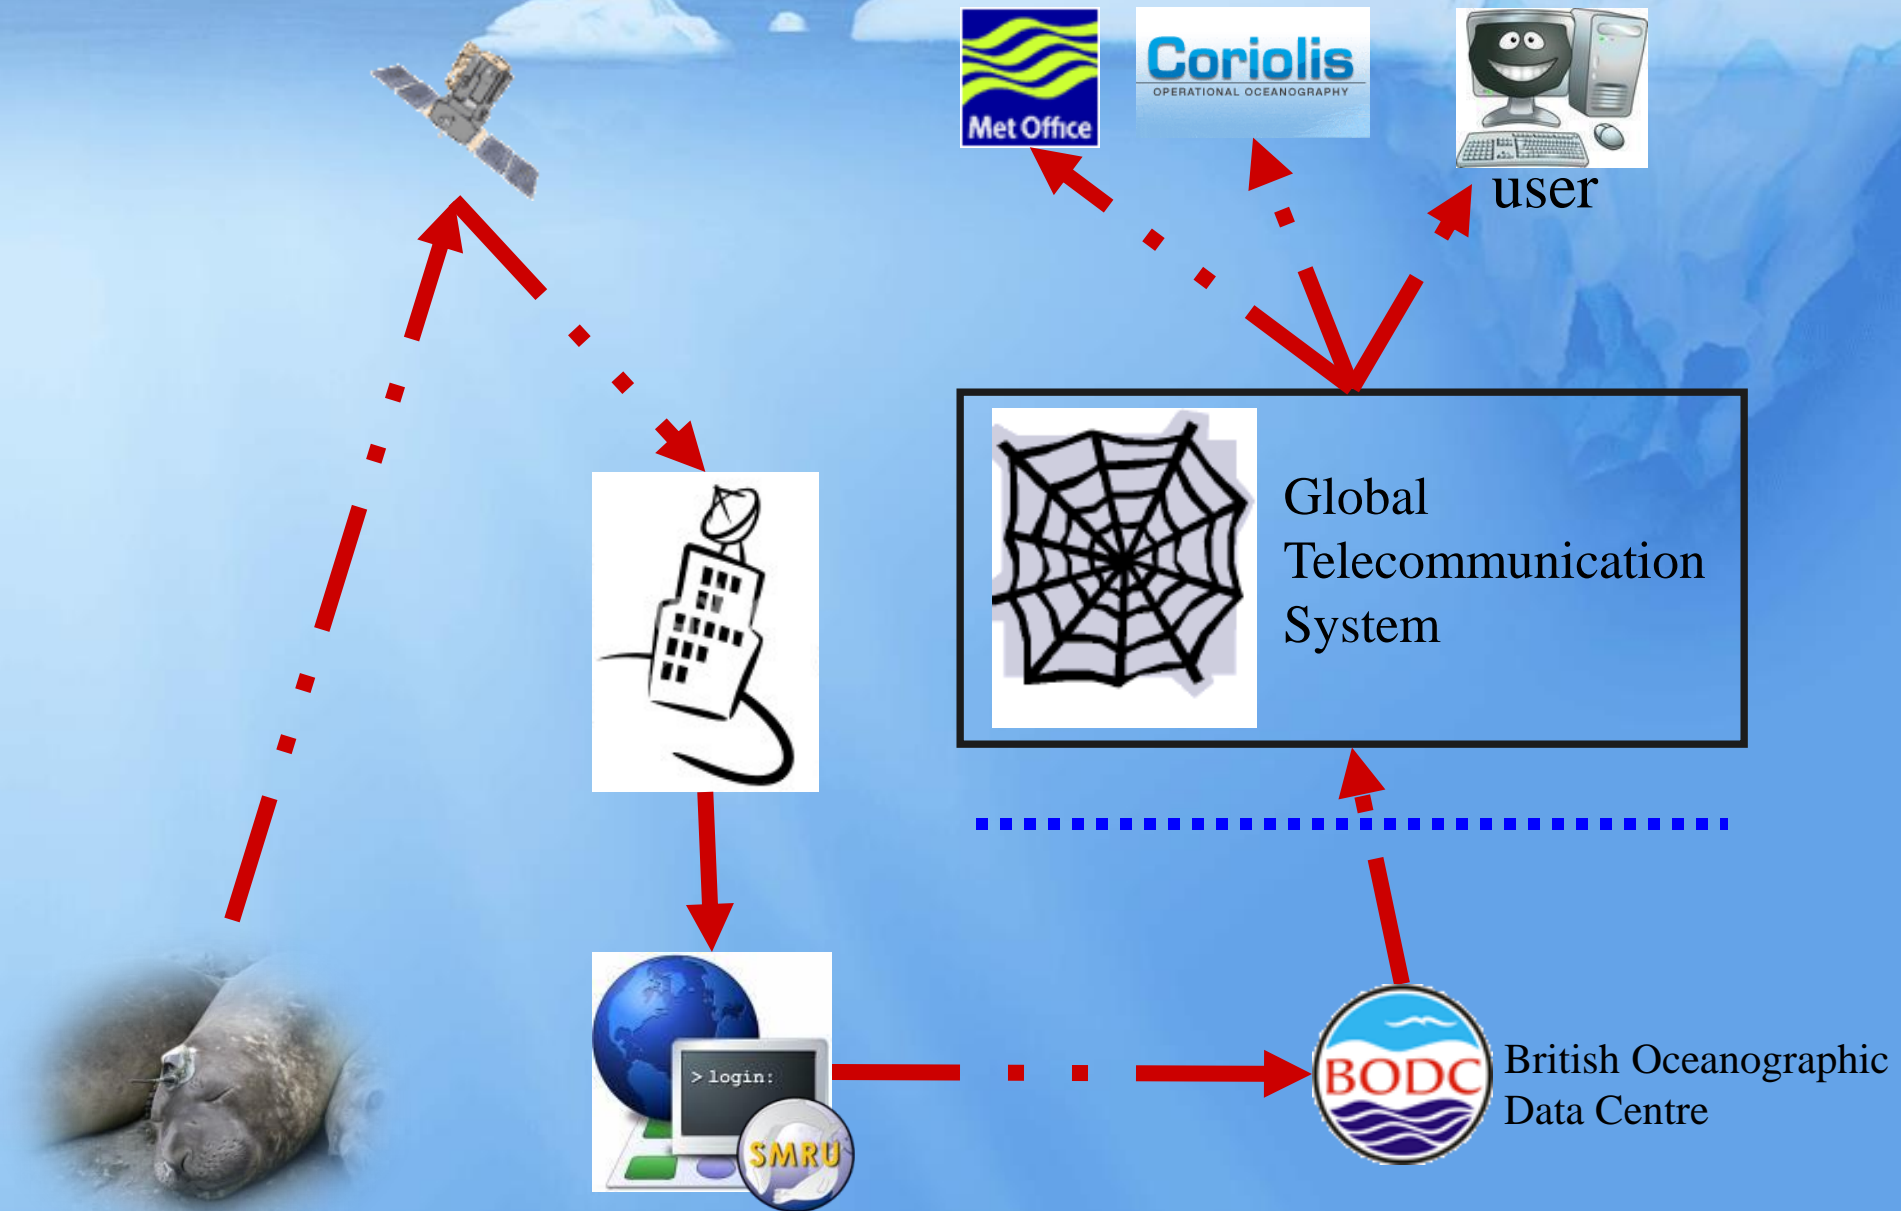 Met Office
Coriolis
OPERATIONAL OCEANOGRAPHY
user
Global
Telecommunication
System
> login:
SMRU
BODC
British Oceanographic
Data Centre